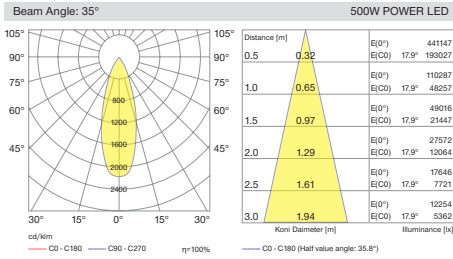 Beam Angle: 35°
500W POWER LED
105°
105°
90°
90°
75°
75°
60°
60°
45°
45°
800
1200
1600
2000
2400
30°
15°
0°
15°
30°
cd/klm
C0 - C180
C90 - C270
η=100%
Distance [m]
0.5
0.32
E(0°)
441147
E(C0)
17.9°
193027
1.0
0.65
E(0°)
110287
E(C0)
17.9°
48257
1.5
0.97
E(0°)
49016
E(C0)
17.9°
21447
2.0
1.29
E(0°)
27572
E(C0)
17.9°
12064
2.5
1.61
E(0°)
17646
E(C0)
17.9°
7721
3.0
1.94
E(0°)
12254
E(C0)
17.9°
5362
Koni Daimeter [m]
Illuminance [lx]
C0 - C180 (Half value angle: 35.8°)